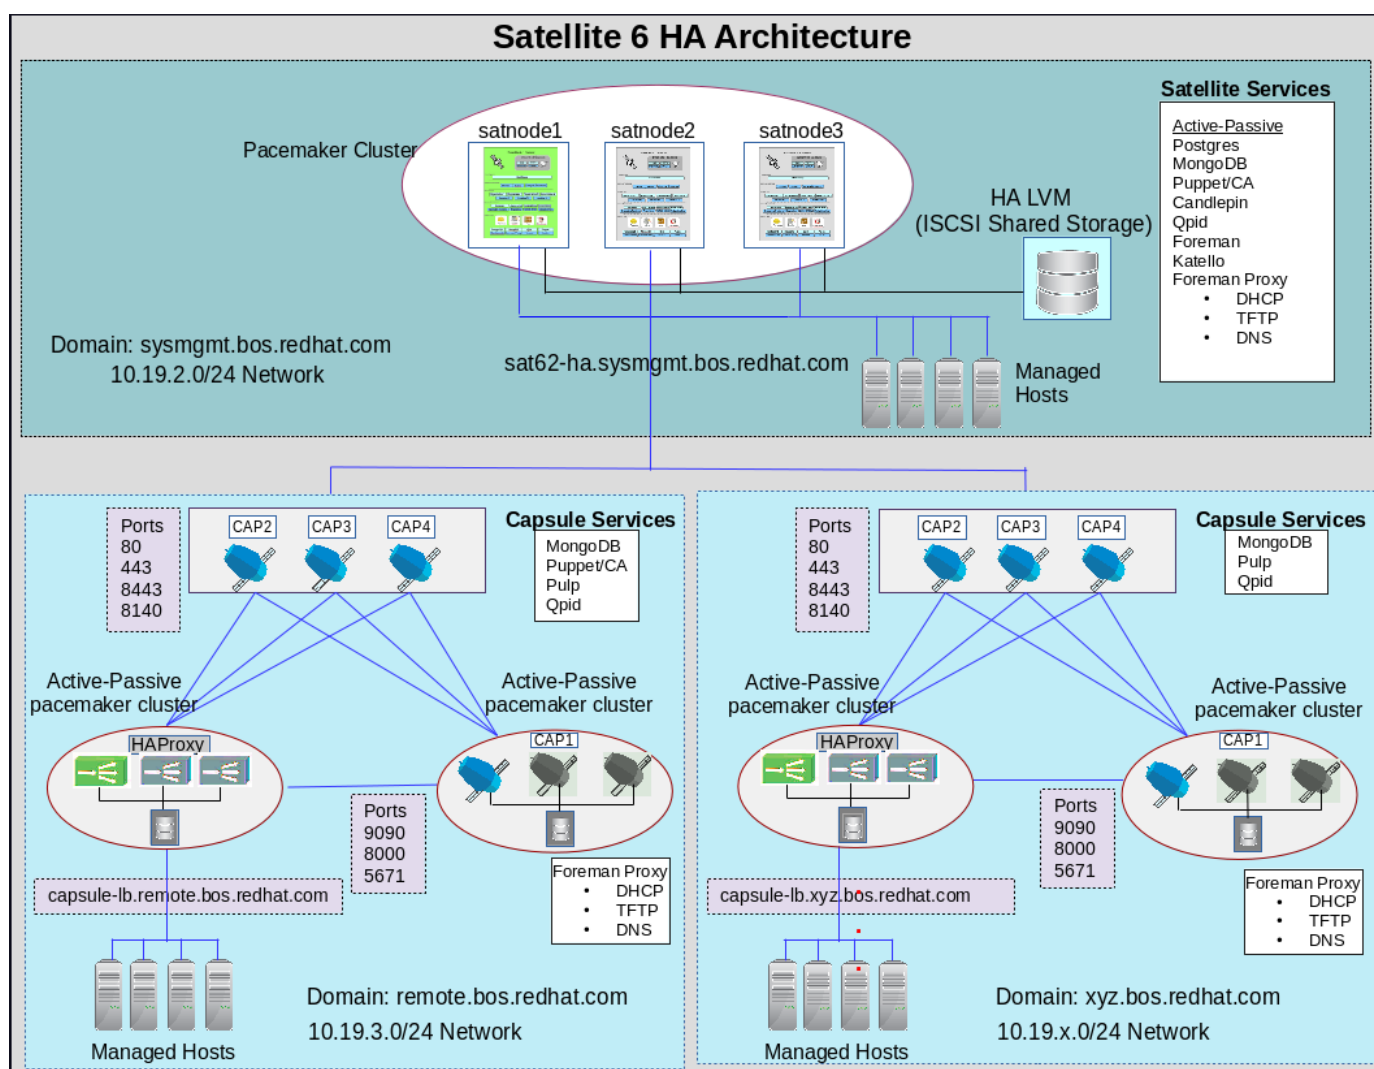 Satellite 6 HA Architecture
Satellite Services
Active-Passive
Postgres
MongoDB
Puppet/CA
Candlepin
Qpid
Foreman
Katello
Foreman Proxy
• DHCP
• TFTP
• DNS
Pacemaker Cluster
satnode1
satnode2
satnode3
HA LVM
(ISCSI Shared Storage)
Domain: sysmgmt.bos.redhat.com
10.19.2.0/24 Network
sat62-ha.sysmgmt.bos.redhat.com
Managed
Hosts
Ports
80
443
8443
8140
CAP2
CAP3
CAP4
Capsule Services
MongoDB
Puppet/CA
Pulp
Qpid
Active-Passive
pacemaker cluster
Active-Passive
pacemaker cluster
HAProxy
CAP1
Ports
9090
8000
5671
Foreman Proxy
• DHCP
• TFTP
• DNS
capsule-lb.remote.bos.redhat.com
Managed Hosts
Domain: remote.bos.redhat.com
10.19.3.0/24 Network
Ports
80
443
8443
8140
CAP2
CAP3
CAP4
Capsule Services
MongoDB
Pulp
Qpid
Active-Passive
pacemaker cluster
Active-Passive
pacemaker cluster
HAProxy
CAP1
Ports
9090
8000
5671
Foreman Proxy
• DHCP
• TFTP
• DNS
capsule-lb.xyz.bos.redhat.com
Managed Hosts
Domain: xyz.bos.redhat.com
10.19.x.0/24 Network